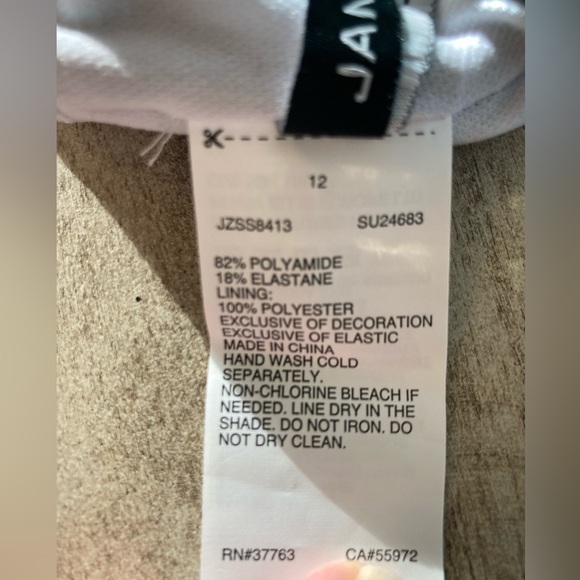 JAN
12
JZSS8413 SU24683
82% POLYAMIDE
18% ELASTANE
LINING:
100% POLYESTER
EXCLUSIVE OF DECORATION
EXCLUSIVE OF ELASTIC
MADE IN CHINA
HAND WASH COLD
SEPARATELY.
NON-CHLORINE BLEACH IF
NEEDED. LINE DRY IN THE
SHADE. DO NOT IRON. DO
NOT DRY CLEAN.
RN#37763 CA#55972